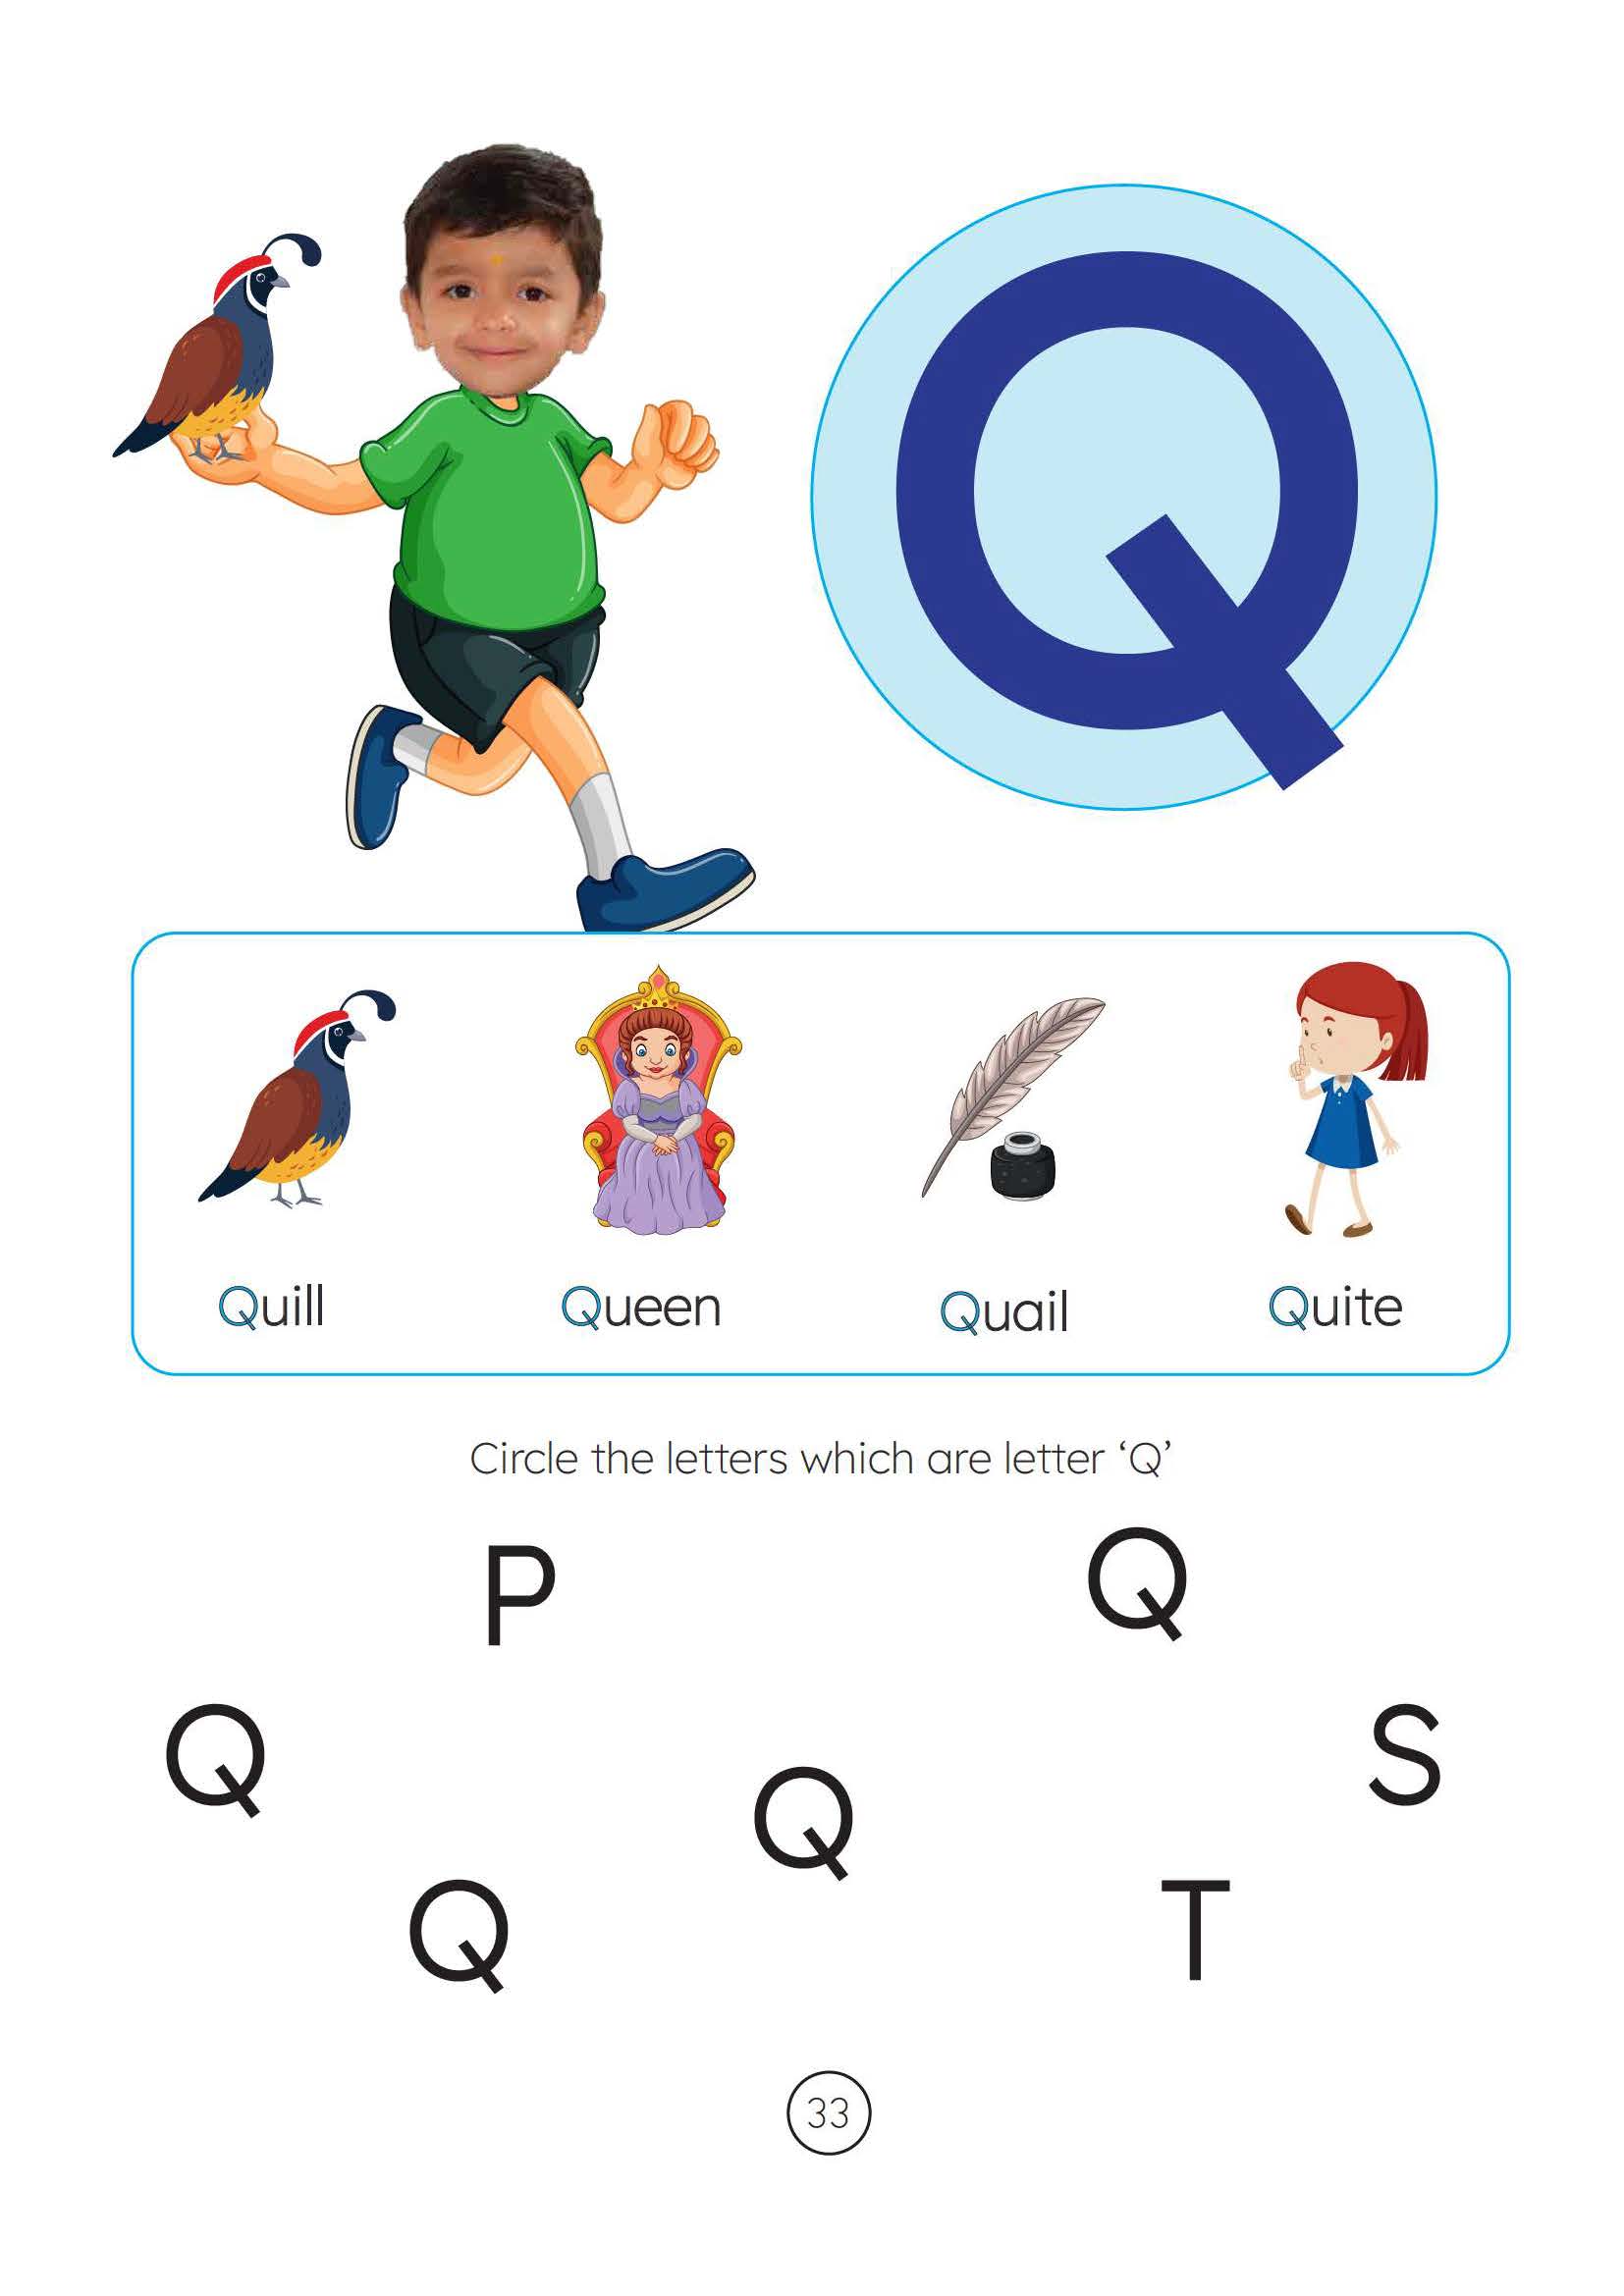 Q
Quill Queen Quail Quite
Circle the letters which are letter ‘Q’
P Q
Q S
Q
Q T
33